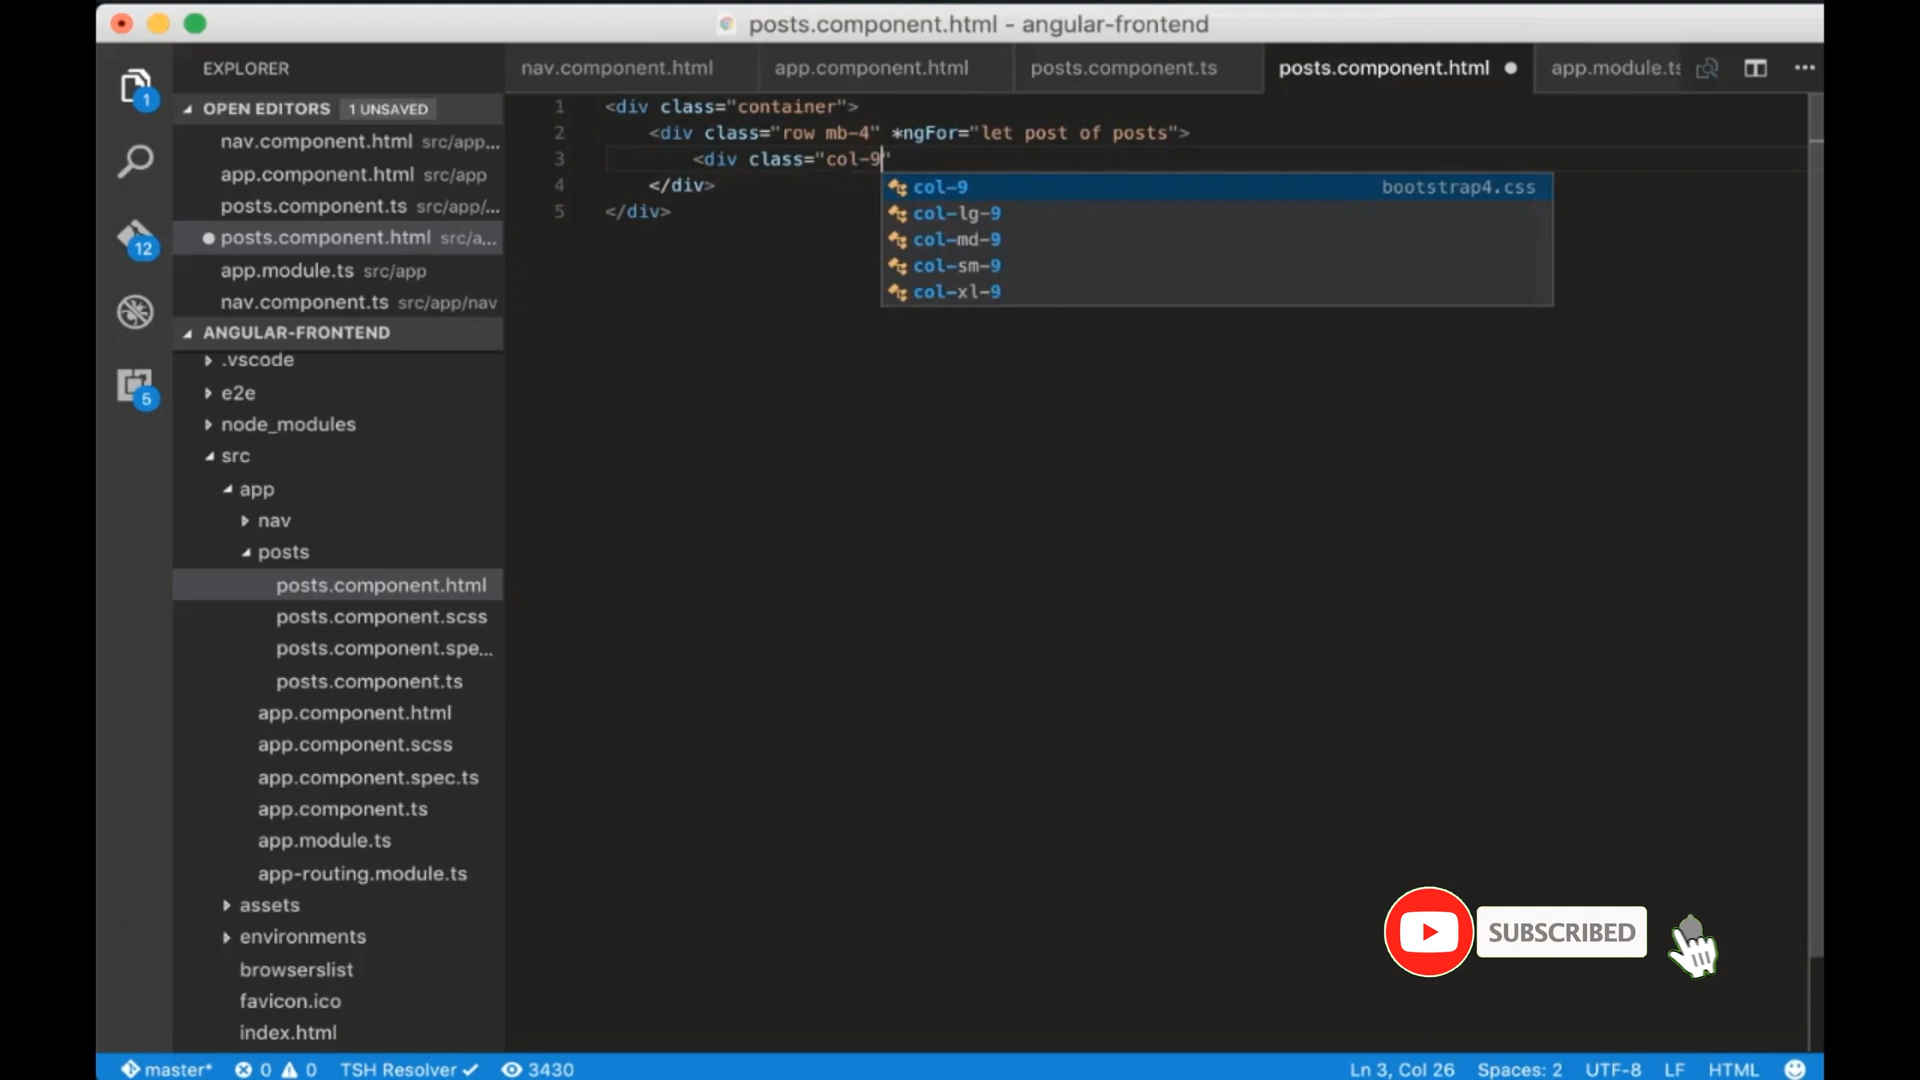 posts.component.html - angular-frontend
EXPLORER
OPEN EDITORS 1 UNSAVED
nav.component.html src/app...
app.component.html src/app
posts.component.ts src/app/...
posts.component.html src/a...
app.module.ts src/app
nav.component.ts src/app/nav
ANGULAR-FRONTEND
.vscode
e2e
node_modules
src
app
nav
posts
posts.component.html
posts.component.scss
posts.component.spe...
posts.component.ts
app.component.html
app.component.scss
app.component.spec.ts
app.component.ts
app.module.ts
app-routing.module.ts
assets
environments
browserslist
favicon.ico
index.html
1
12
5
nav.component.html app.component.html posts.component.ts posts.component.html app.module.ts
1 <div class="container">
2 <div class="row mb-4" *ngFor="let post of posts">
3 <div class="col-9"
4 </div>
5 </div>
col-9 bootstrap4.css
col-lg-9
col-md-9
col-sm-9
col-xl-9
SUBSCRIBED
master* 0 0 TSH Resolver 3430 Ln 3, Col 26 Spaces: 2 UTF-8 LF HTML